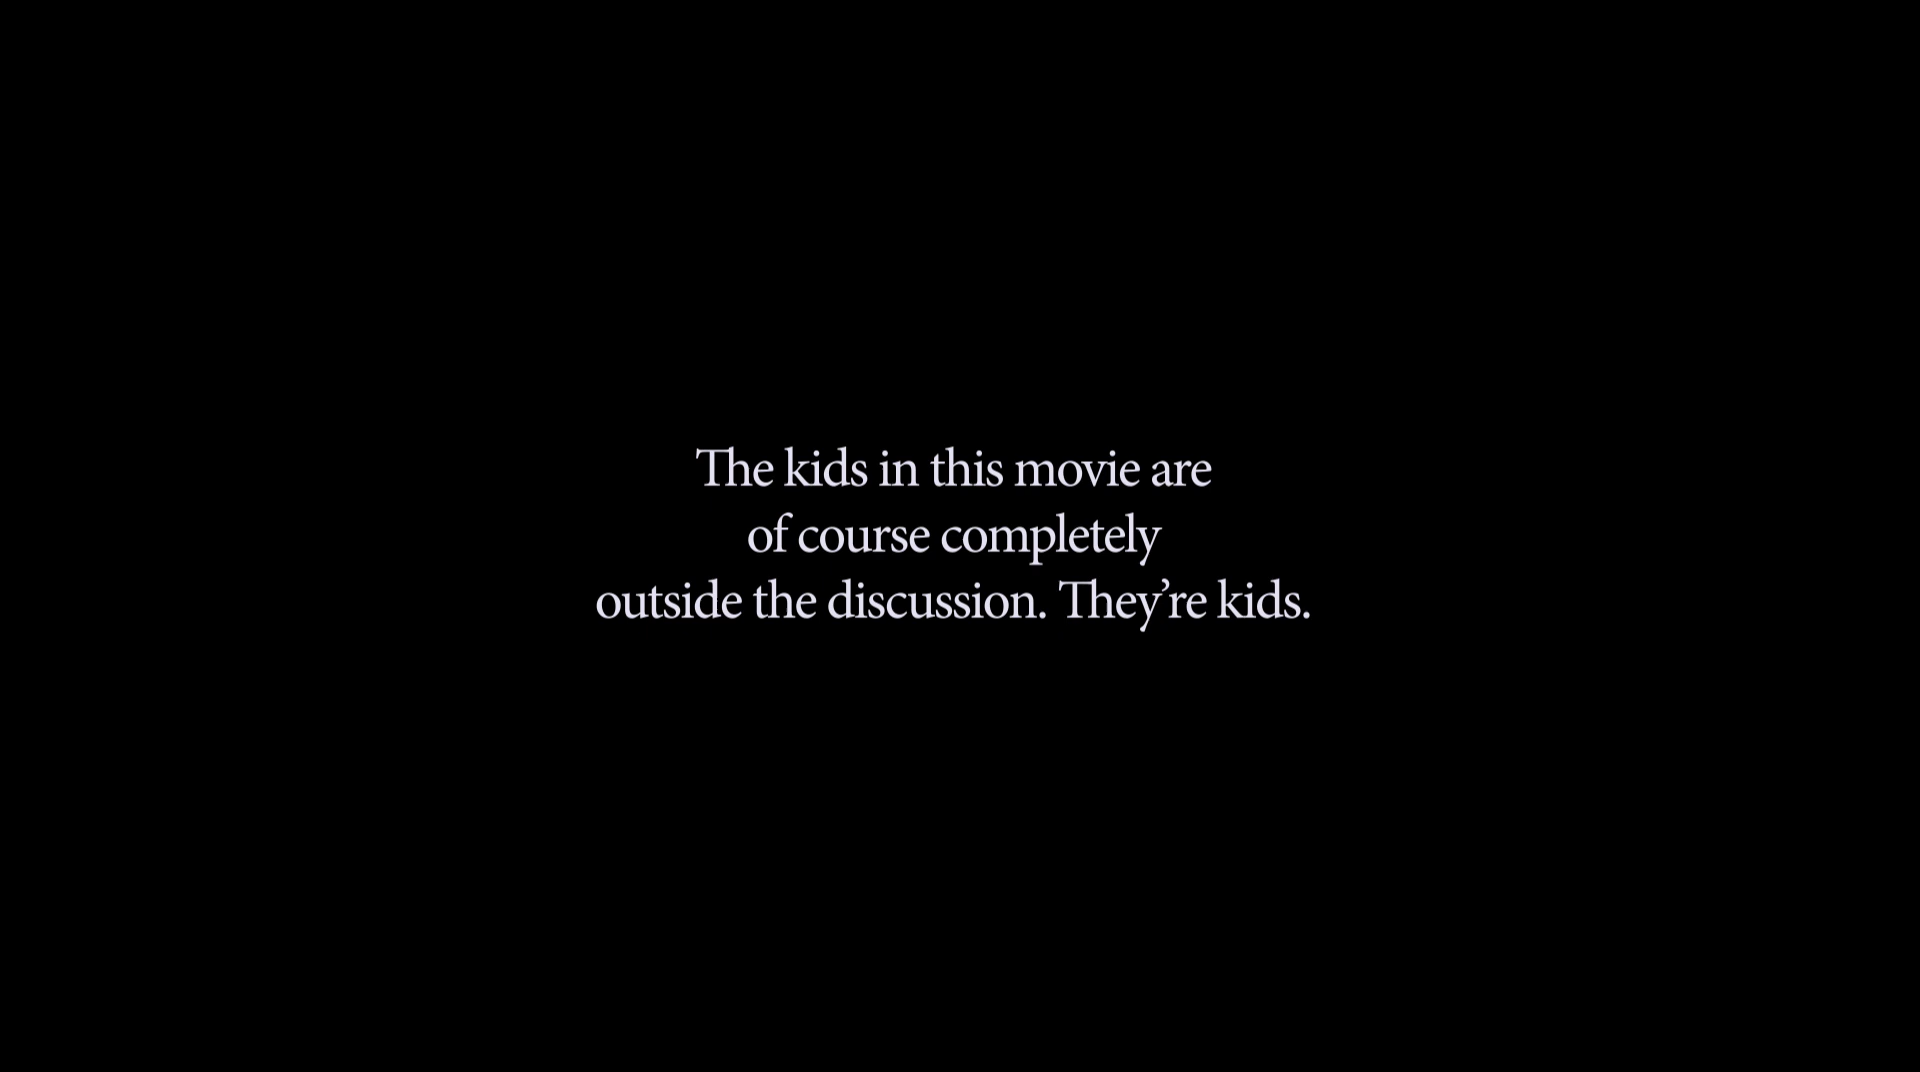 The kids in this movie are
of course completely
outside the discussion. They’re kids.